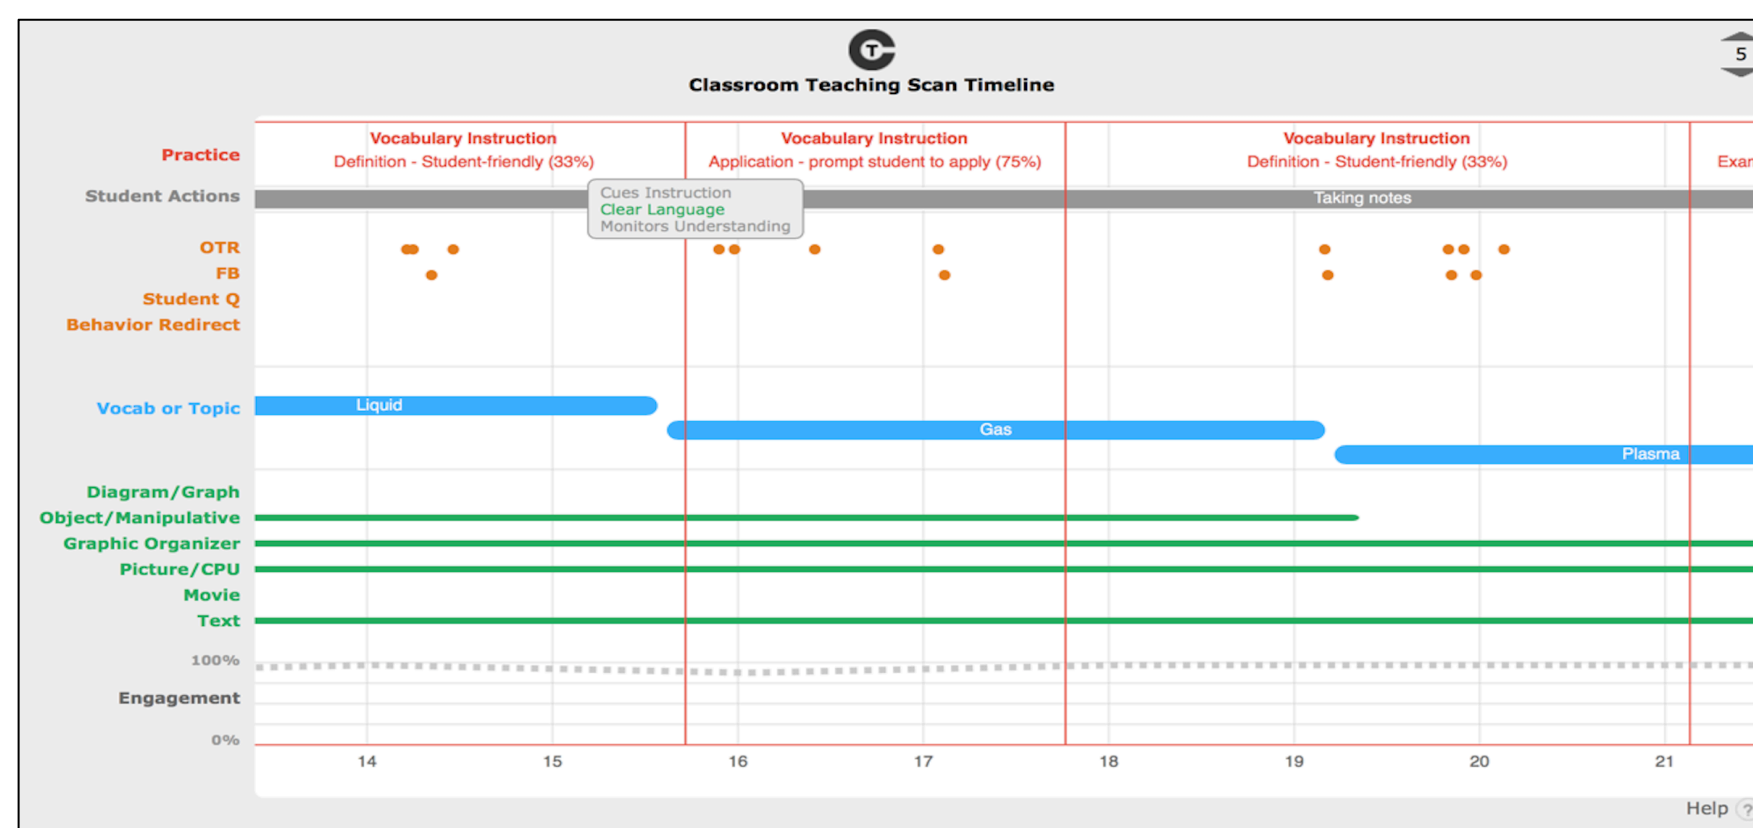 T
5
Classroom Teaching Scan Timeline
Practice
Vocabulary Instruction
Definition - Student-friendly (33%)
Vocabulary Instruction
Application - prompt student to apply (75%)
Vocabulary Instruction
Definition - Student-friendly (33%)
Student Actions
Taking notes
Cues Instruction
Clear Language
Monitors Understanding
OTR
FB
Student Q
Behavior Redirect
Vocab or Topic
Liquid
Gas
Plasma
Diagram/Graph
Object/Manipulative
Graphic Organizer
Picture/CPU
Movie
Text
100%
Engagement
0%
14 15 16 17 18 19 20 21
Help ?